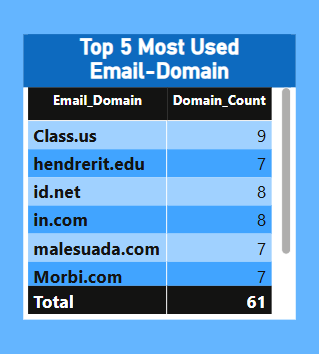 Top 5 Most Used
Email-Domain
Email_Domain Domain_Count
Class.us 9
hendrerit.edu 7
id.net 8
in.com 8
malesuada.com 7
Morbi.com 7
Total 61